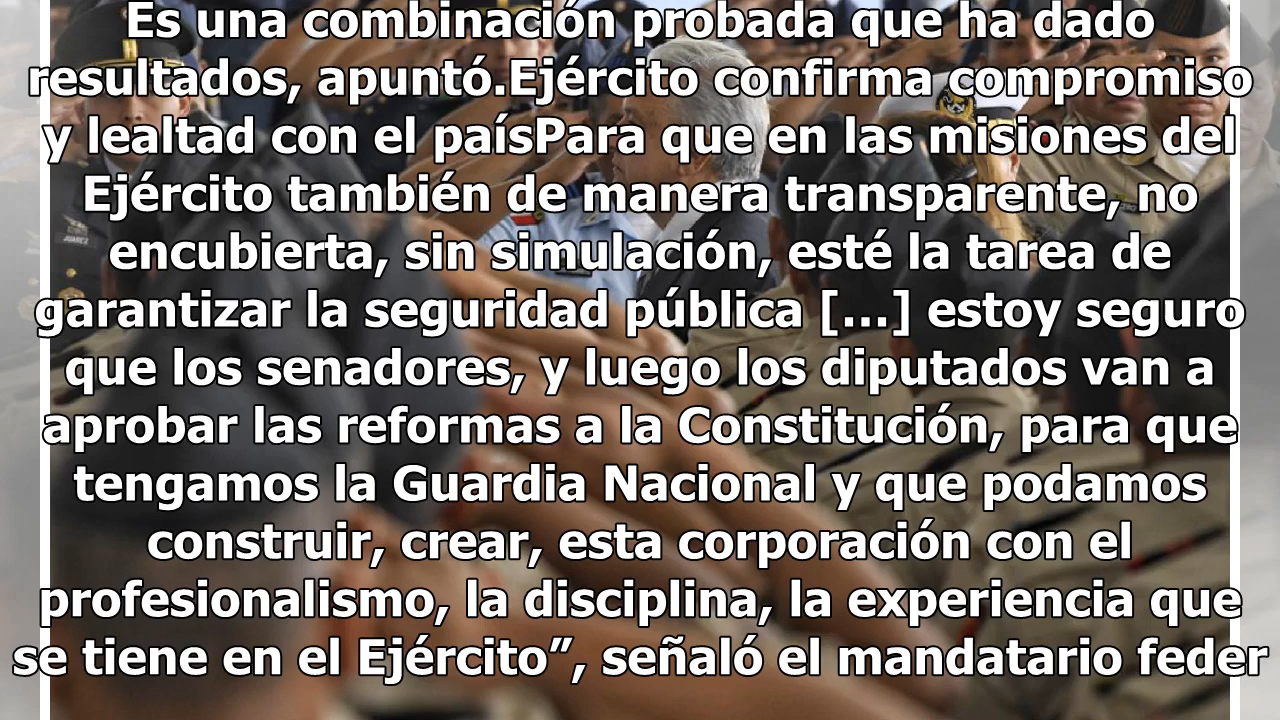 Es una combinación probada que ha dado
resultados, apuntó.Ejército confirma compromiso
y lealtad con el paísPara que en las misiones del
Ejército también de manera transparente, no
encubierta, sin simulación, esté la tarea de
garantizar la seguridad pública [...] estoy seguro
que los senadores, y luego los diputados van a
aprobar las reformas a la Constitución, para que
tengamos la Guardia Nacional y que podamos
construir, crear, esta corporación con el
profesionalismo, la disciplina, la experiencia que
se tiene en el Ejército”, señaló el mandatario feder
JUAREZ